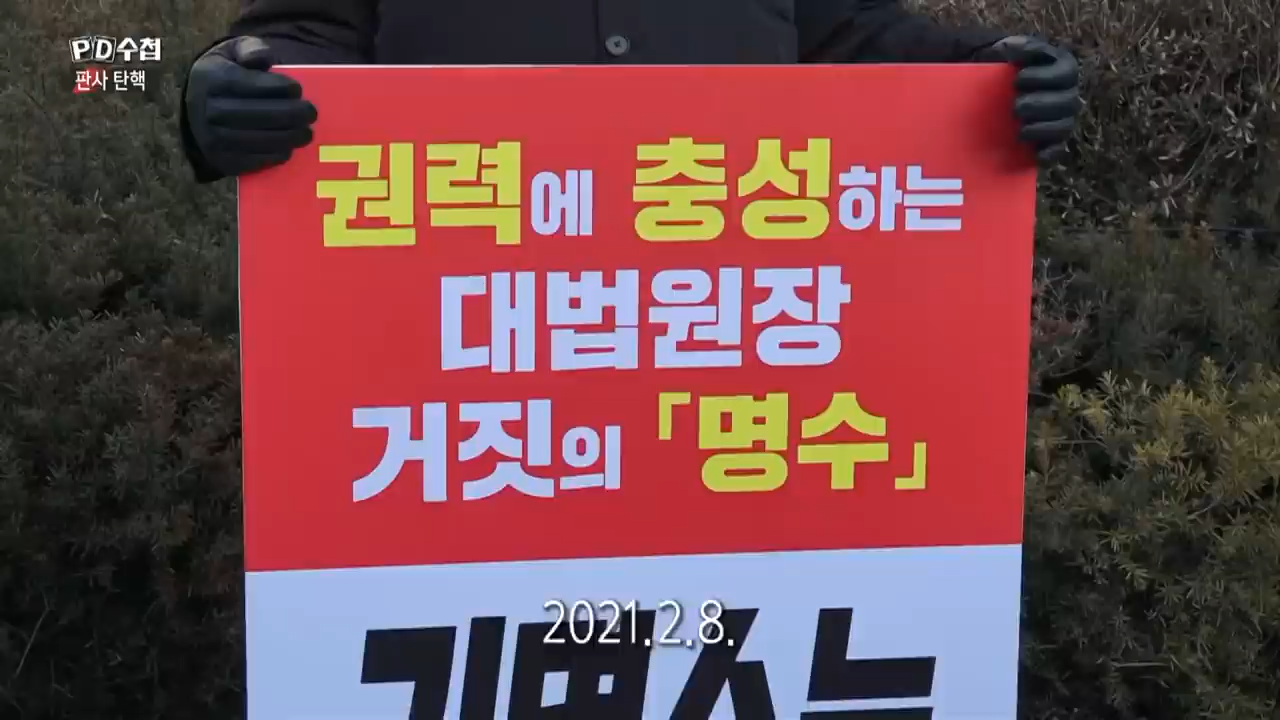 PD수첩
판사 탄핵
권력에 충성하는
대법원장
거짓의 「명수」
2021.2.8.